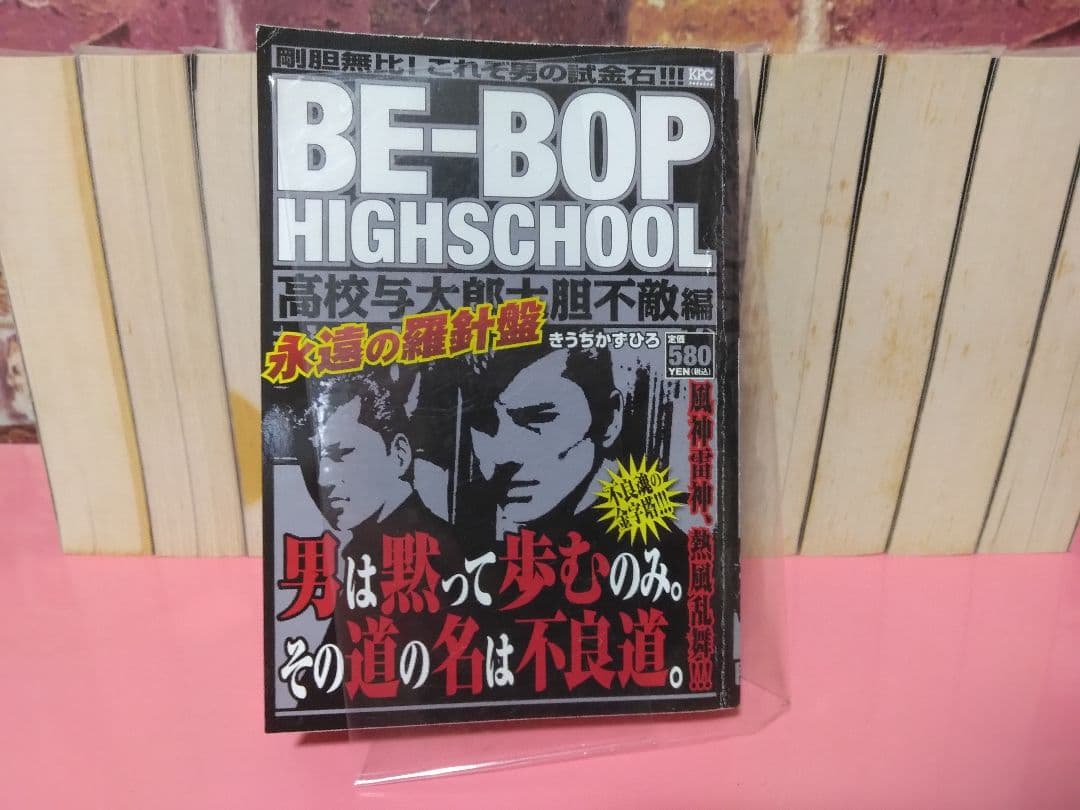 剛胆無比!これぞ男の試金石!!!
KPC
BE-BOP
HIGHSCHOOL
高校与太郎大胆不敵編
永遠の羅針盤
きうちかずひろ
定価
580
YEN(税込)
風神雷神、熱風乱舞!!!
不良魂の
金字塔!!!
男は黙って歩むのみ。
その道の名は不良道。